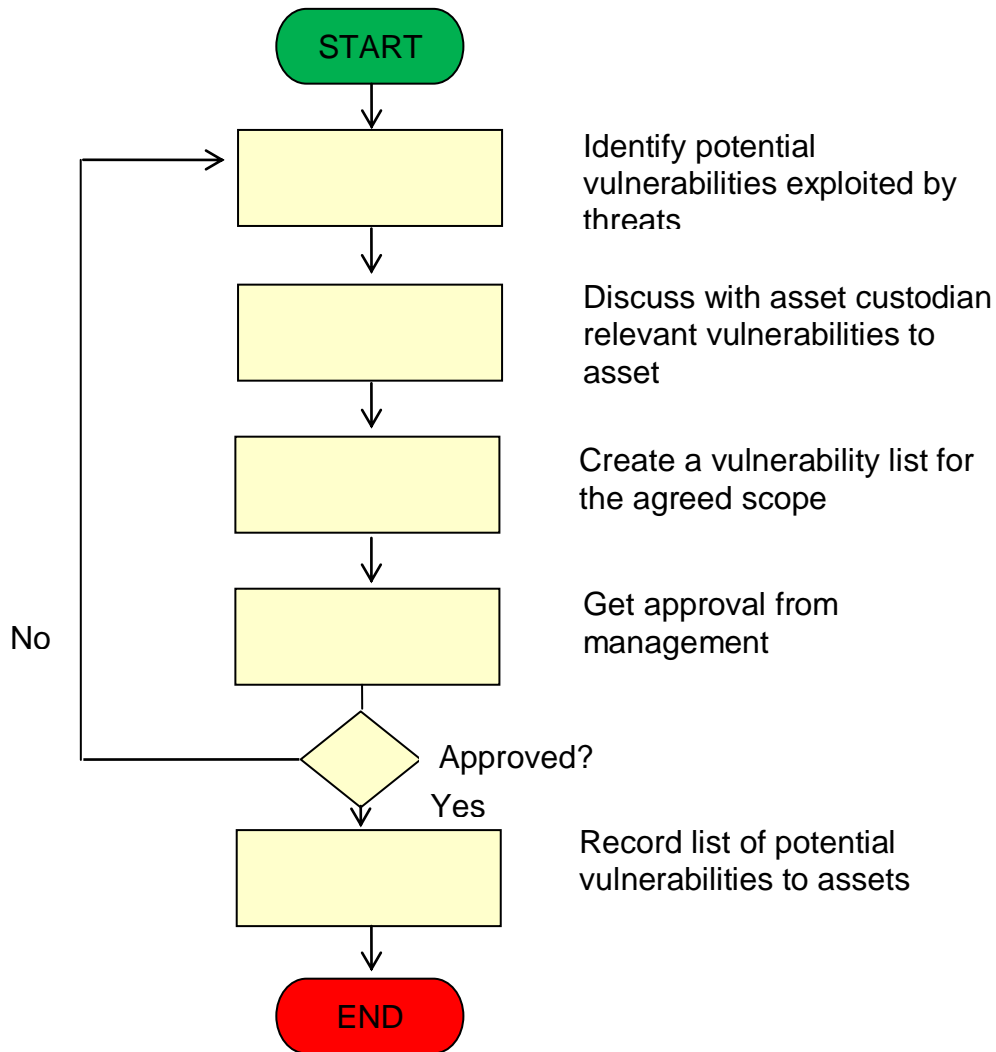 START
Identify potential
vulnerabilities exploited by
threats
Discuss with asset custodian
relevant vulnerabilities to
asset
Create a vulnerability list for
the agreed scope
Get approval from
management
No
Approved?
Yes
Record list of potential
vulnerabilities to assets
END